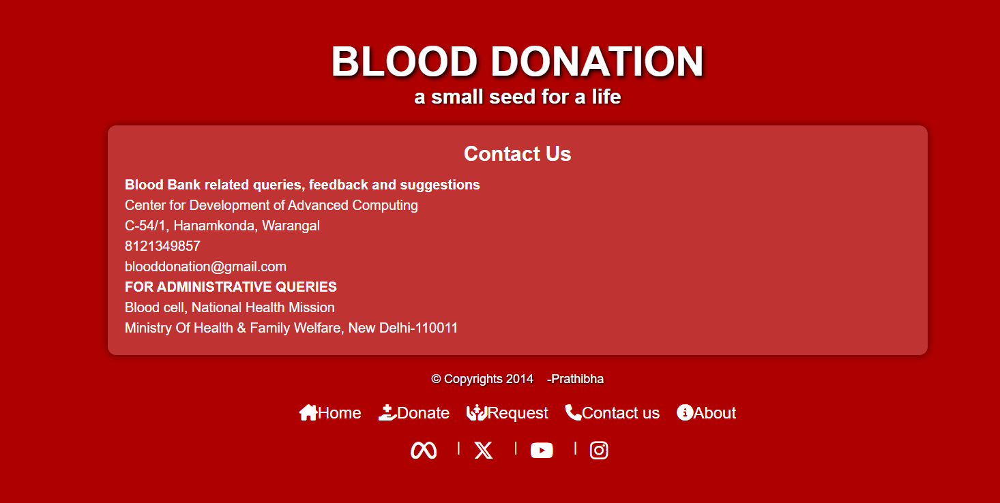 BLOOD DONATION
a small seed for a life
Contact Us
Blood Bank related queries, feedback and suggestions
Center for Development of Advanced Computing
C-54/1, Hanamkonda, Warangal
8121349857
blooddonation@gmail.com
FOR ADMINISTRATIVE QUERIES
Blood cell, National Health Mission
Ministry Of Health & Family Welfare, New Delhi-110011
© Copyrights 2014 -Prathibha
Home Donate Request Contact us About
| | |